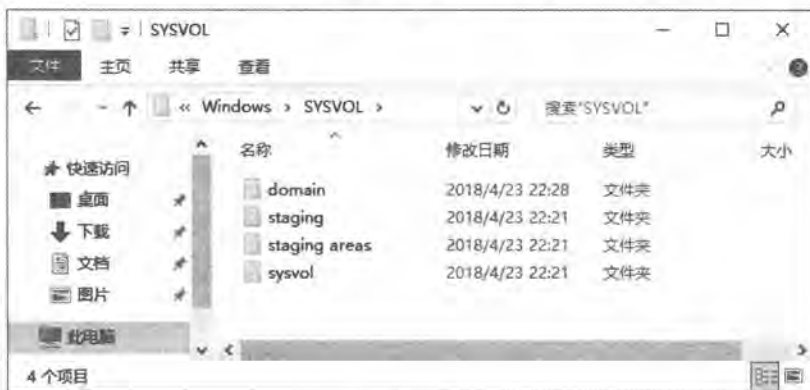 SYSVOL
文件 主页 共享 查看
« Windows › SYSVOL › 搜索"SYSVOL"
名称 修改日期 类型 大小
快速访问
桌面
下载
文档
图片
此电脑
domain 2018/4/23 22:28 文件夹
staging 2018/4/23 22:21 文件夹
staging areas 2018/4/23 22:21 文件夹
sysvol 2018/4/23 22:21 文件夹
4 个项目